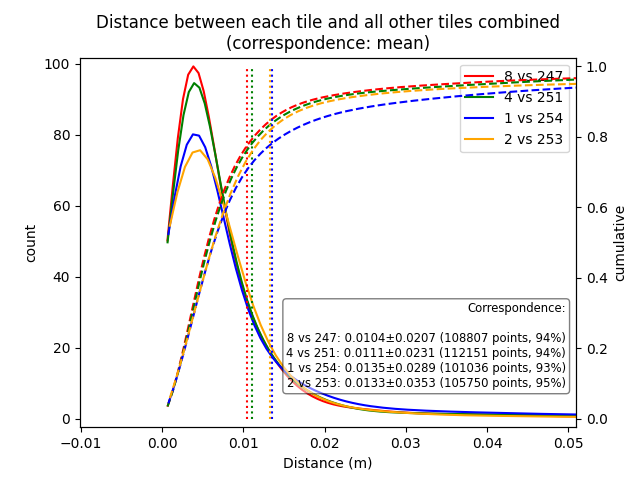 Distance between each tile and all other tiles combined
(correspondence: mean)
100
80
60
40
20
0
count
1.0
0.8
0.6
0.4
0.2
0.0
cumulative
8 vs 247
4 vs 251
1 vs 254
2 vs 253
Correspondence:
8 vs 247: 0.0104±0.0207 (108807 points, 94%)
4 vs 251: 0.0111±0.0231 (112151 points, 94%)
1 vs 254: 0.0135±0.0289 (101036 points, 93%)
2 vs 253: 0.0133±0.0353 (105750 points, 95%)
−0.01 0.00 0.01 0.02 0.03 0.04 0.05
Distance (m)